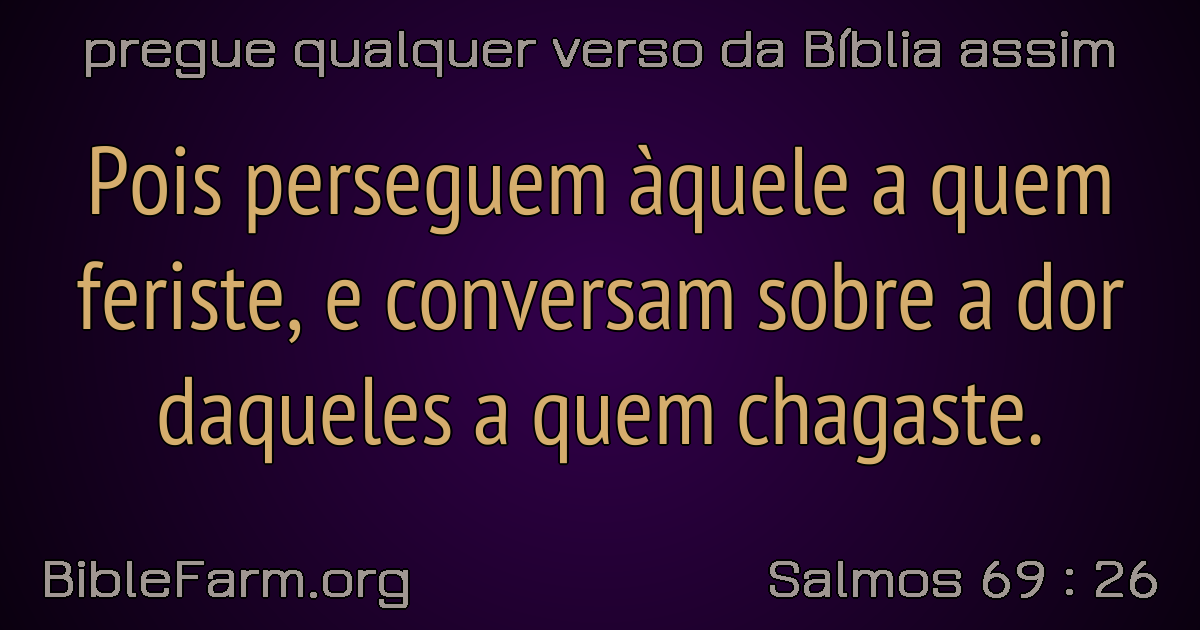 pregue qualquer verso da Bíblia assim
Pois perseguem àquele a quem
feriste, e conversam sobre a dor
daqueles a quem chagaste.
BibleFarm.org
Salmos 69 : 26